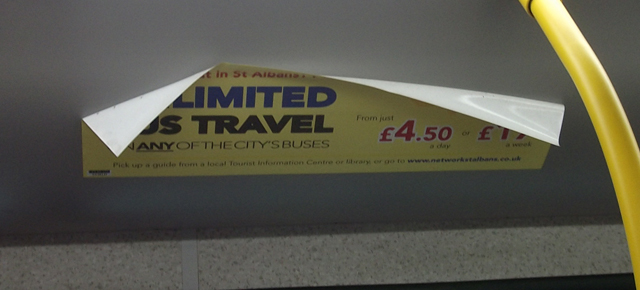 t in St Albans?
LIMITED
US TRAVEL
N ANY OF THE CITY'S BUSES
From just
£4.50 or £1
a day a week
Pick up a guide from a local Tourist Information Centre or library or go to www.networkstalbans.co.uk